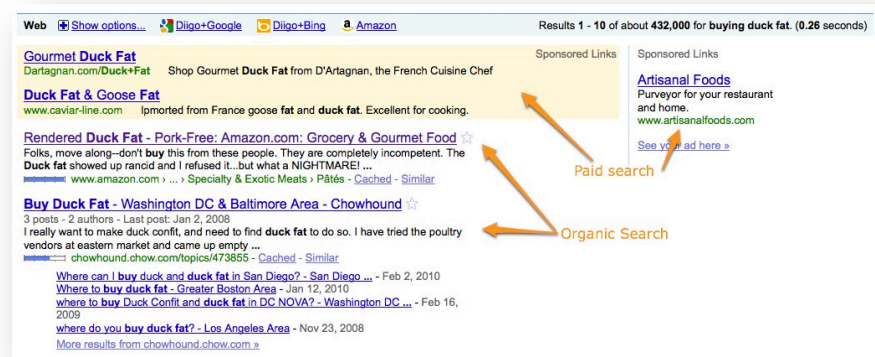 Web Show options... Diigo+Google Diigo+Bing Amazon Results 1 - 10 of about 432,000 for buying duck fat. (0.26 seconds)
Gourmet Duck Fat
Sponsored Links
Dartagnan.com/Duck+Fat Shop Gourmet Duck Fat from D'Artagnan, the French Cuisine Chef
Duck Fat & Goose Fat
www.caviar-line.com Ipmorted from France goose fat and duck fat. Excellent for cooking.
Rendered Duck Fat - Pork-Free: Amazon.com: Grocery & Gourmet Food
Folks, move along--don't buy this from these people. They are completely incompetent. The
Duck fat showed up rancid and I refused it...but what a NIGHTMARE! ...
www.amazon.com › ... › Specialty & Exotic Meats › Pâtés - Cached - Similar
Buy Duck Fat - Washington DC & Baltimore Area - Chowhound
3 posts - 2 authors - Last post: Jan 2, 2008
I really want to make duck confit, and need to find duck fat to do so. I have tried the poultry
vendors at eastern market and came up empty ...
chowhound.chow.com/topics/473855 - Cached - Similar
Where can I buy duck and duck fat in San Diego? - San Diego ... - Feb 2, 2010
Where to buy duck fat - Greater Boston Area - Jan 12, 2010
where to buy Duck Confit and duck fat in DC NOVA? - Washington DC ... - Feb 16,
2009
where do you buy duck fat? - Los Angeles Area - Nov 23, 2008
More results from chowhound.chow.com »
Sponsored Links
Artisanal Foods
Purveyor for your restaurant
and home.
www.artisanalfoods.com
See your ad here »
Paid search
Organic Search